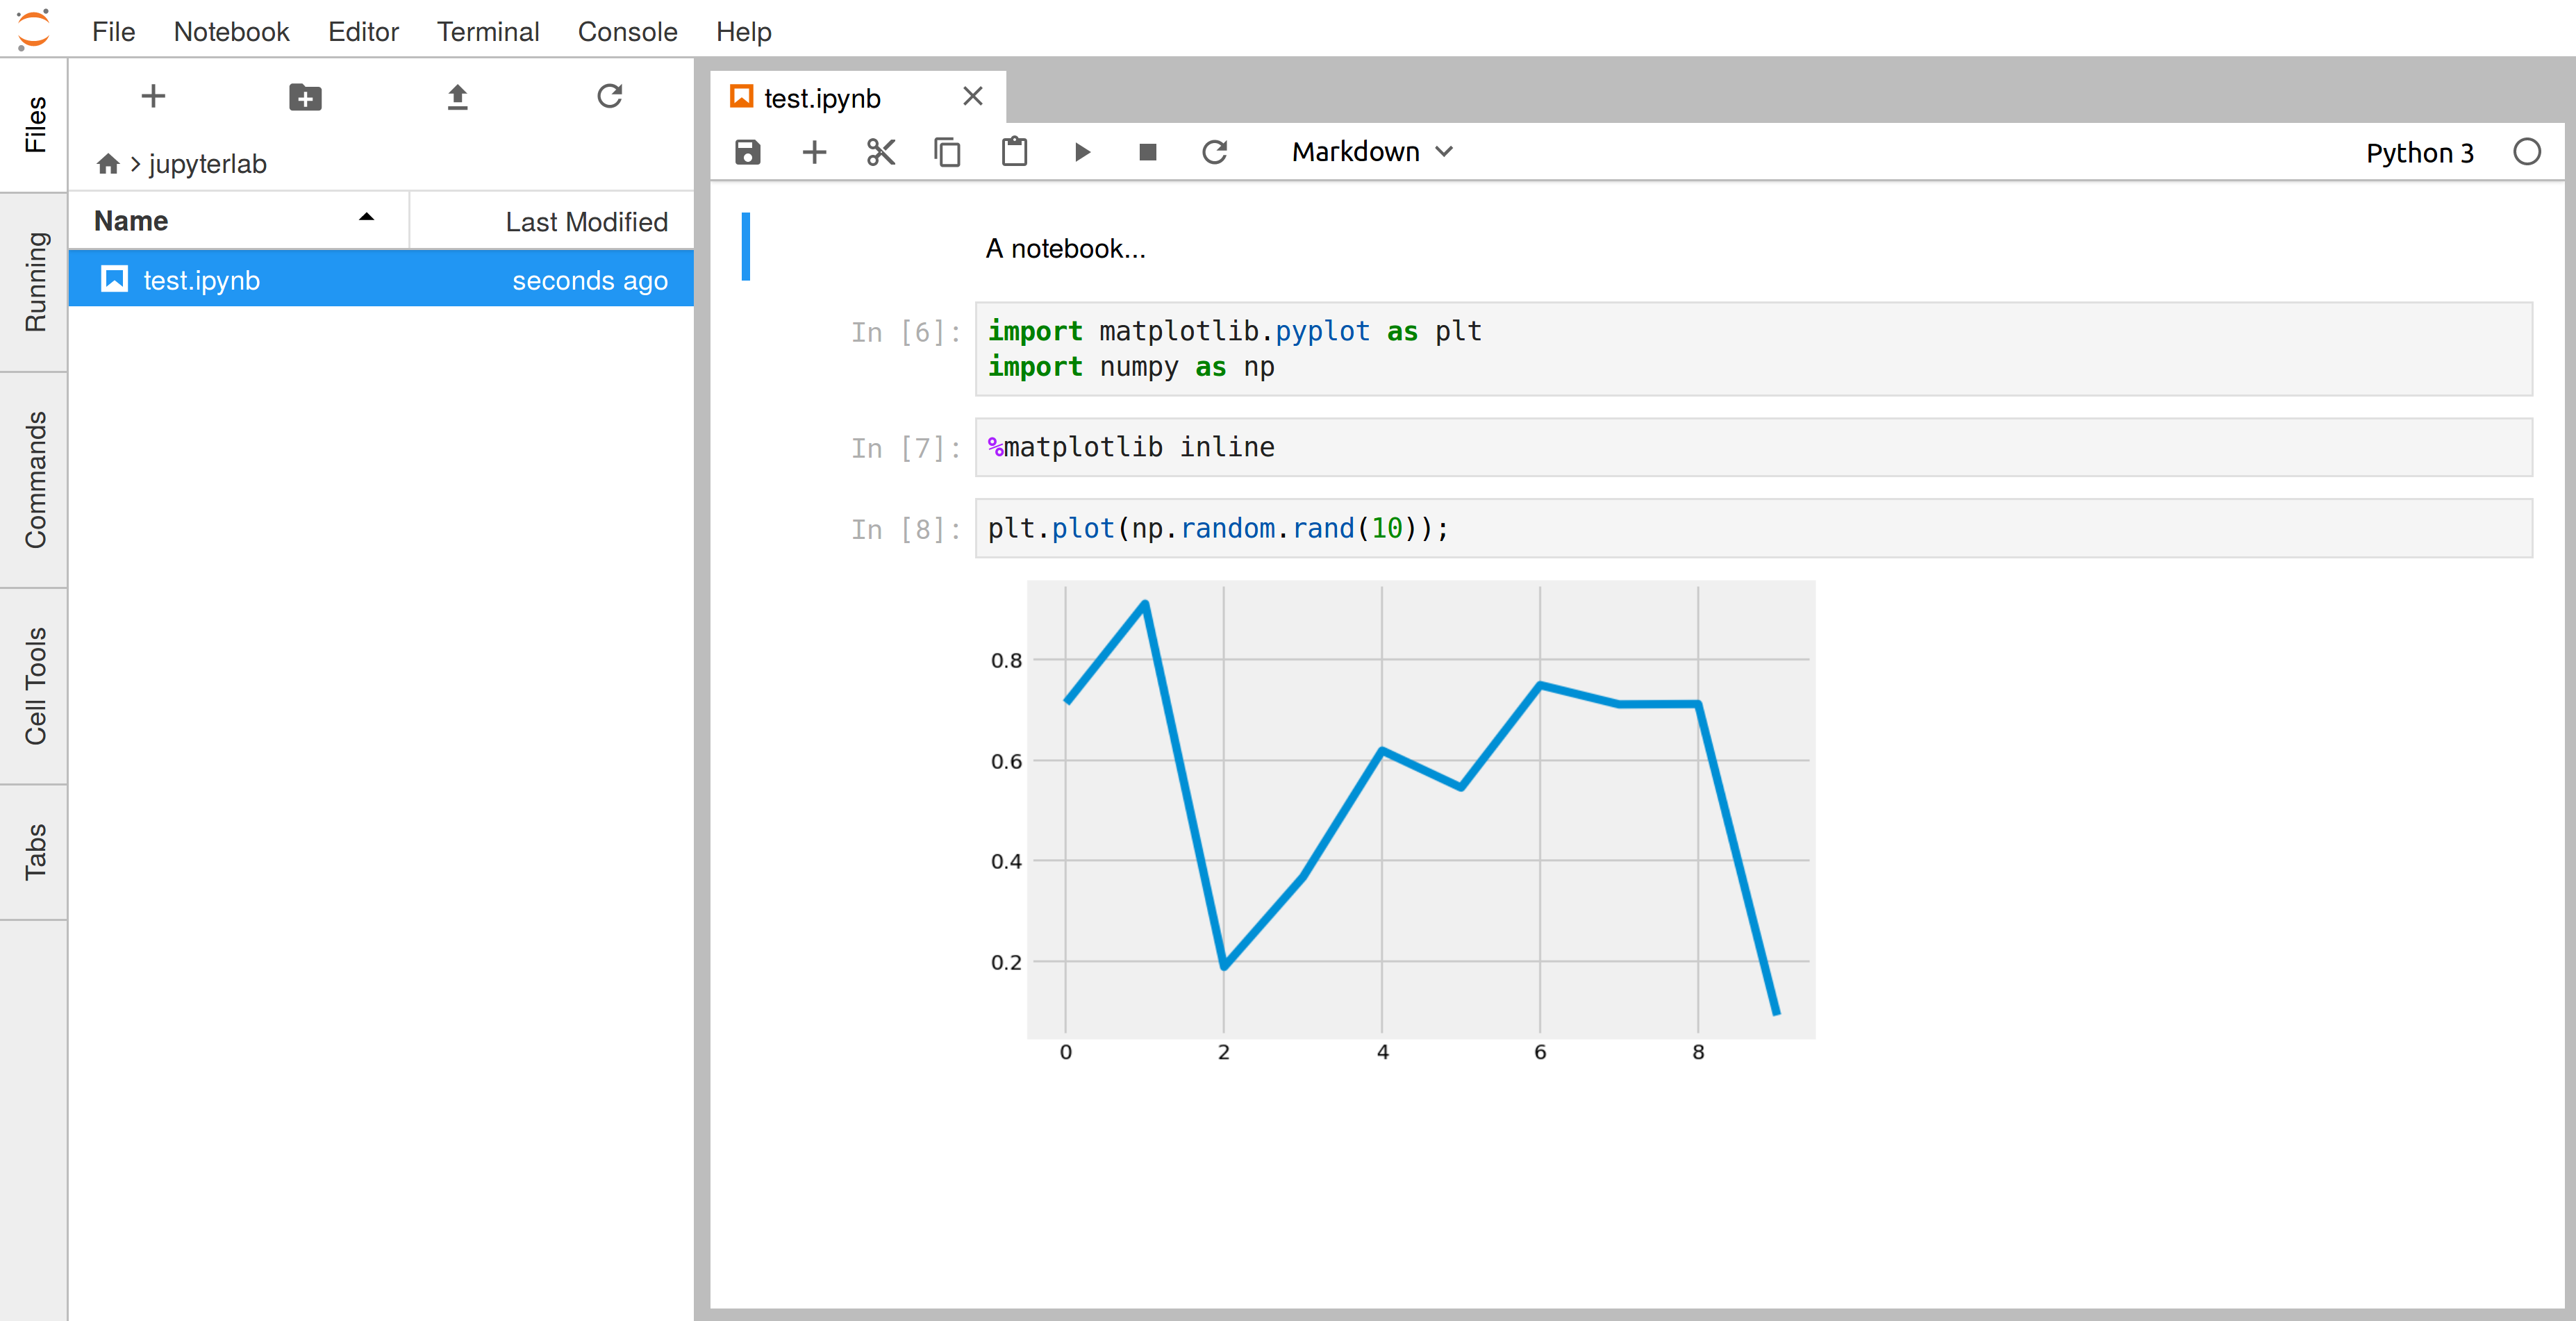 File Notebook Editor Terminal Console Help
Files
Running
Commands
Cell Tools
Tabs
jupyterlab
Name Last Modified
test.ipynb seconds ago
test.ipynb
Markdown Python 3
A notebook...
In [6]: import matplotlib.pyplot as plt
import numpy as np
In [7]: %matplotlib inline
In [8]: plt.plot(np.random.rand(10));
0.8
0.6
0.4
0.2
0 2 4 6 8